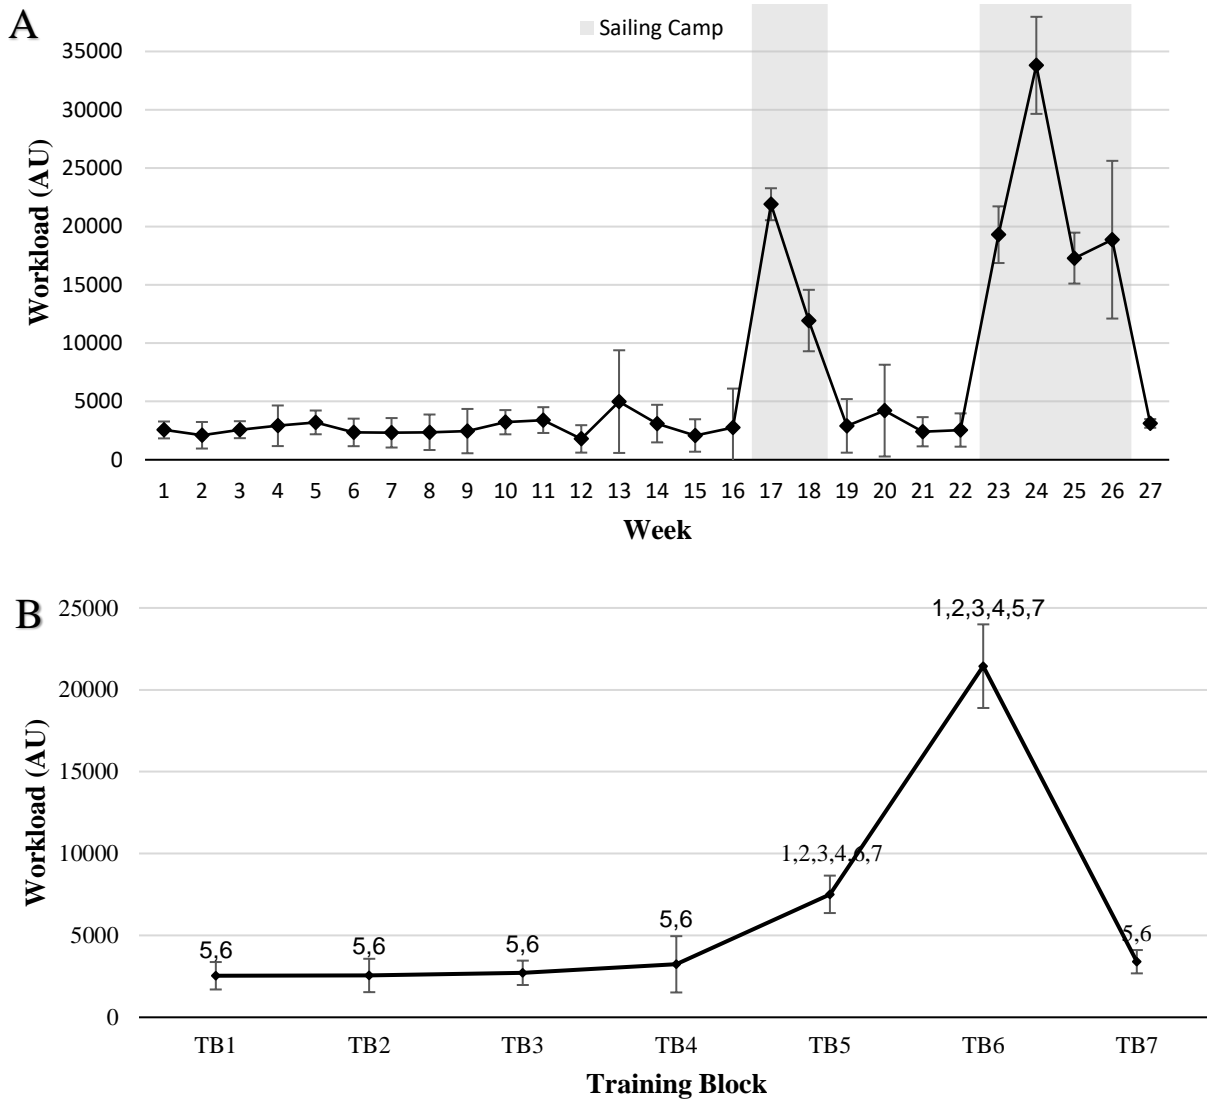 A
Sailing Camp
35000
30000
25000
20000
15000
10000
5000
0
Workload (AU)
1 2 3 4 5 6 7 8 9 10 11 12 13 14 15 16 17 18 19 20 21 22 23 24 25 26 27
Week
B
25000
20000
15000
10000
5000
0
Workload (AU)
5,6 5,6 5,6 5,6 1,2,3,4,6,7 1,2,3,4,5,7 5,6
TB1 TB2 TB3 TB4 TB5 TB6 TB7
Training Block